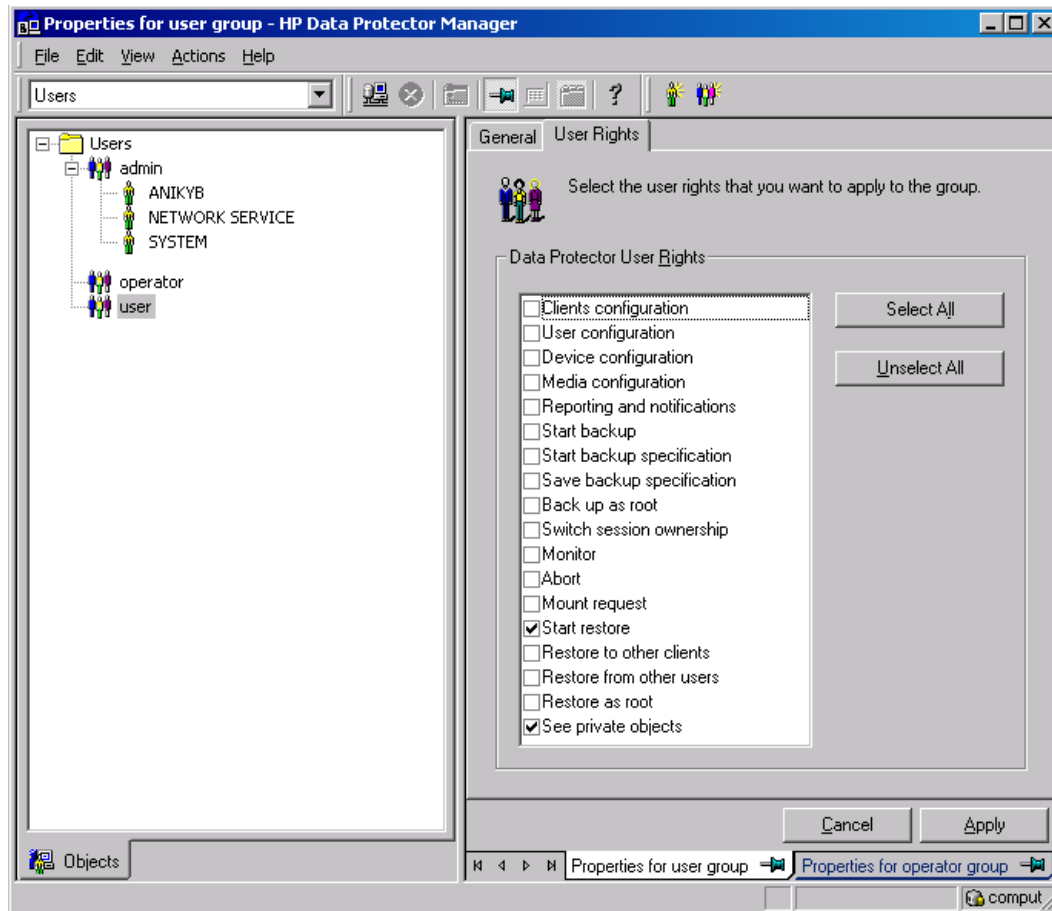 Properties for user group - HP Data Protector Manager
File Edit View Actions Help
Users
Users
admin
ANIKYB
NETWORK SERVICE
SYSTEM
operator
user
Objects
General User Rights
Select the user rights that you want to apply to the group.
Data Protector User Rights
Clients configuration
User configuration
Device configuration
Media configuration
Reporting and notifications
Start backup
Start backup specification
Save backup specification
Back up as root
Switch session ownership
Monitor
Abort
Mount request
Start restore
Restore to other clients
Restore from other users
Restore as root
See private objects
Select All
Unselect All
Cancel Apply
Properties for user group Properties for operator group
comput